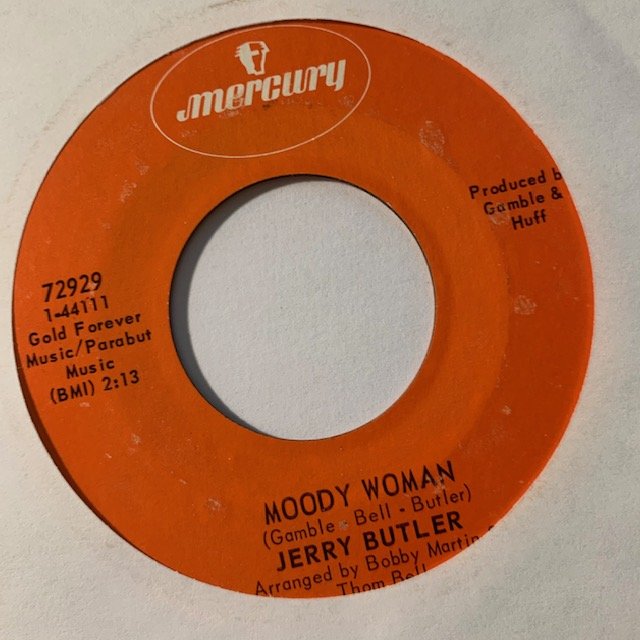 mercury
Produced b
Gamble &
Huff
72929
1-44111
Gold Forever
Music/Parabut
Music
(BMI) 2:13
MOODY WOMAN
(Gamble - Bell - Butler)
JERRY BUTLER
Arranged by Bobby Martin &
Thom Bell